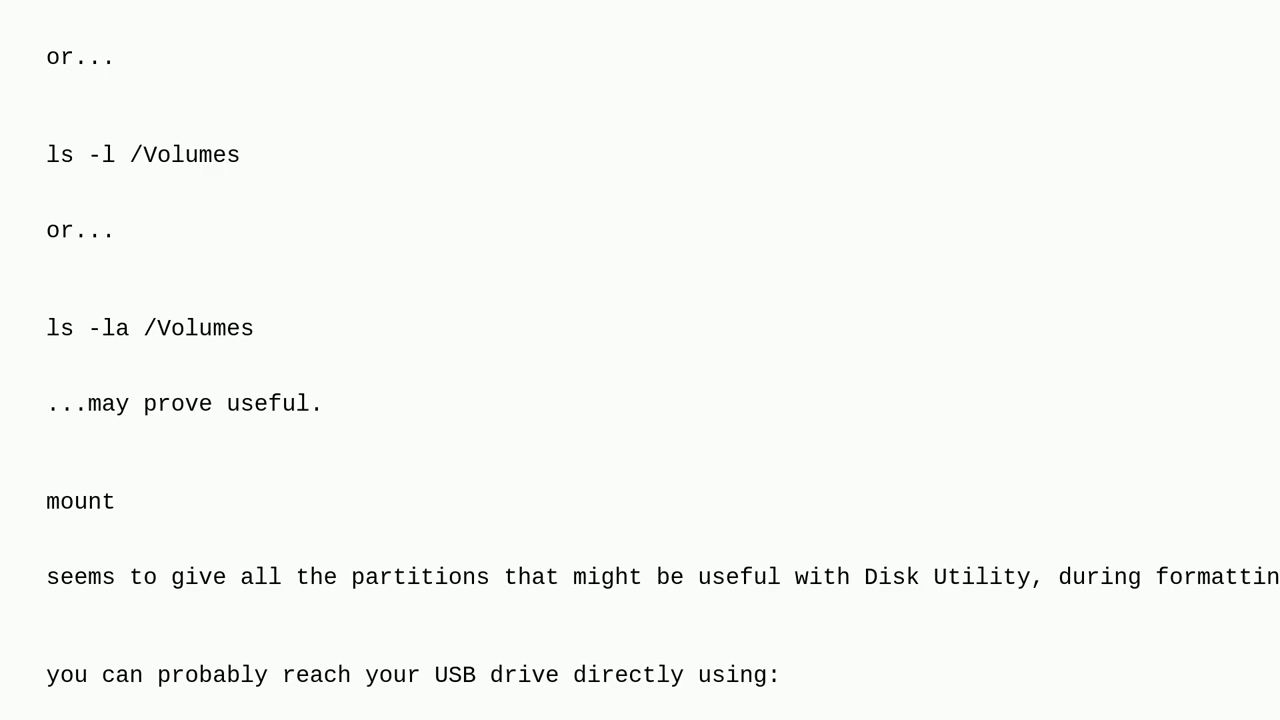 or...
ls -l /Volumes
or...
ls -la /Volumes
...may prove useful.
mount
seems to give all the partitions that might be useful with Disk Utility, during formattin
you can probably reach your USB drive directly using: